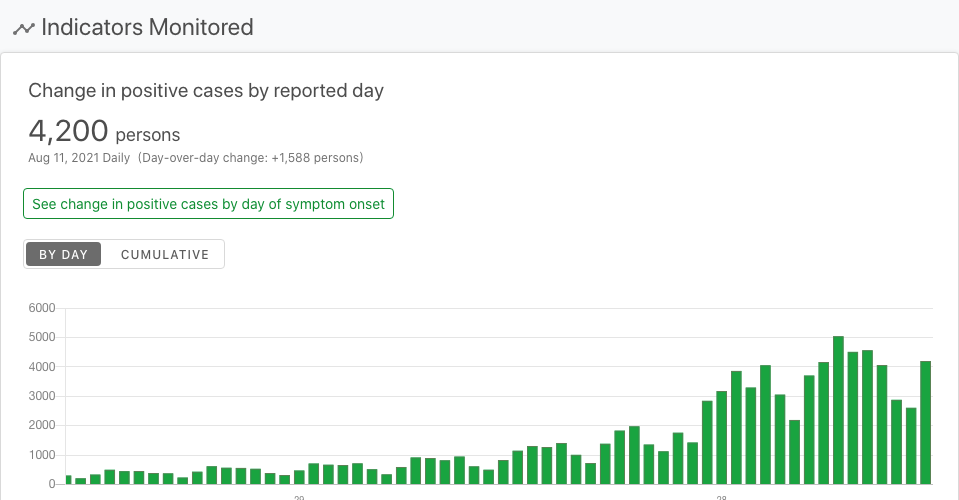 Indicators Monitored
Change in positive cases by reported day
4,200 persons
Aug 11, 2021 Daily (Day-over-day change: +1,588 persons)
See change in positive cases by day of symptom onset
BY DAY CUMULATIVE
6000
5000
4000
3000
2000
1000
0
29 28